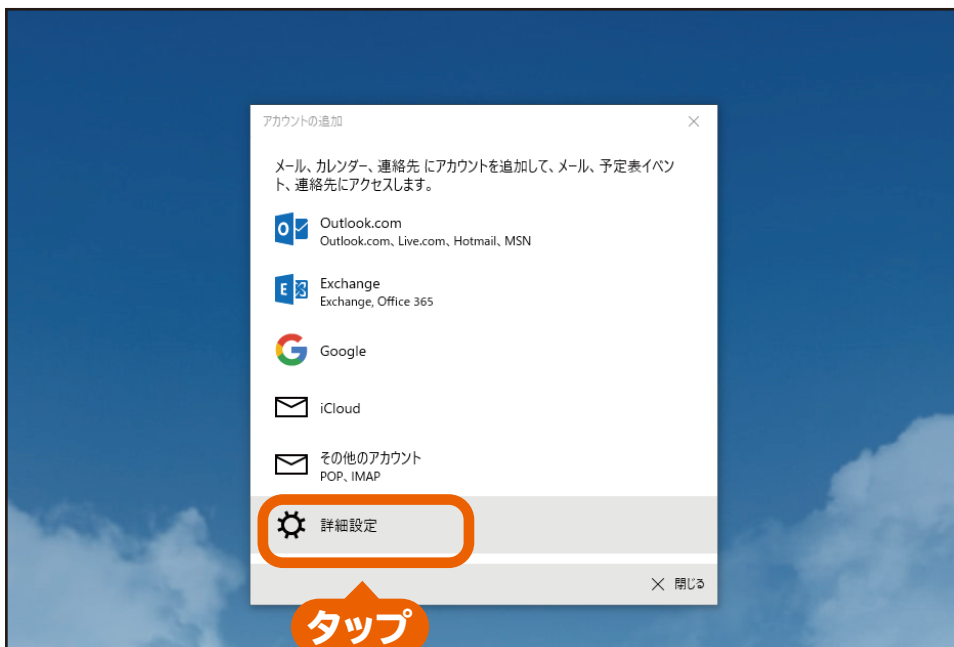 アカウントの追加
メール、カレンダー、連絡先 にアカウントを追加して、メール、予定表イベン
ト、連絡先にアクセスします。
Outlook.com
Outlook.com、Live.com、Hotmail、MSN
Exchange
Exchange, Office 365
Google
iCloud
その他のアカウント
POP、IMAP
詳細設定
閉じる
タップ